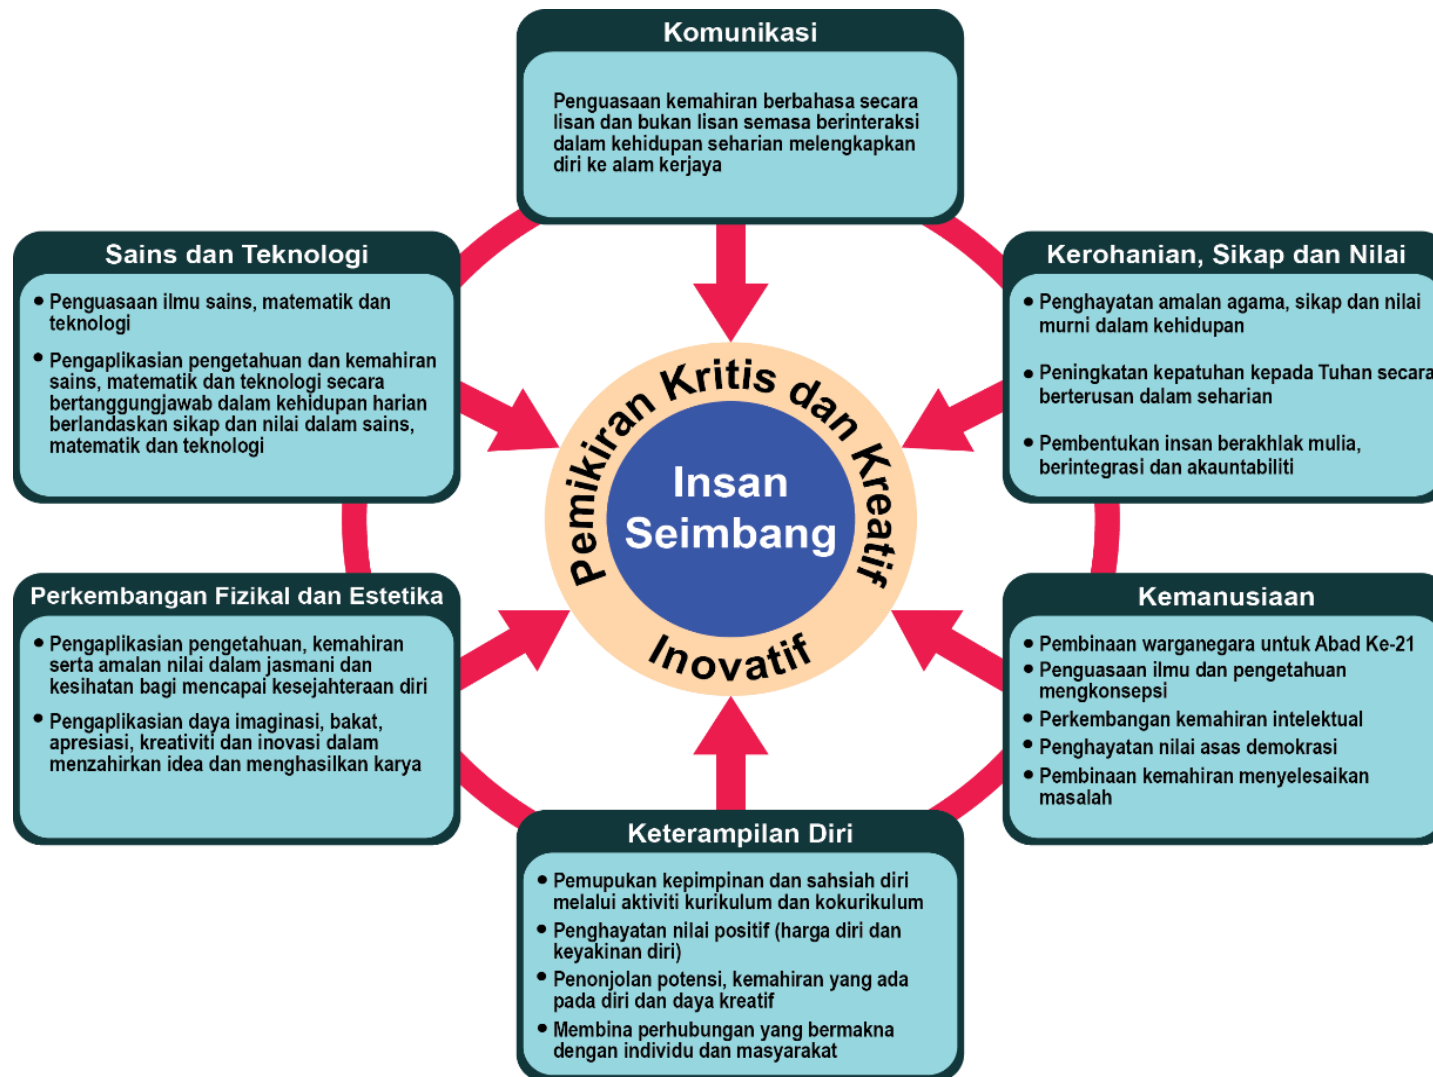 Komunikasi
Penguasaan kemahiran berbahasa secara
lisan dan bukan lisan semasa berinteraksi
dalam kehidupan seharian melengkapkan
diri ke alam kerjaya
Sains dan Teknologi
• Penguasaan ilmu sains, matematik dan
teknologi
• Pengaplikasian pengetahuan dan kemahiran
sains, matematik dan teknologi secara
bertanggungjawab dalam kehidupan harian
berlandaskan sikap dan nilai dalam sains,
matematik dan teknologi
Kerohanian, Sikap dan Nilai
• Penghayatan amalan agama, sikap dan nilai
murni dalam kehidupan
• Peningkatan kepatuhan kepada Tuhan secara
berterusan dalam seharian
• Pembentukan insan berakhlak mulia,
berintegrasi dan akauntabiliti
Pemikiran Kritis dan Kreatif
Insan
Seimbang
Inovatif
Perkembangan Fizikal dan Estetika
• Pengaplikasian pengetahuan, kemahiran
serta amalan nilai dalam jasmani dan
kesihatan bagi mencapai kesejahteraan diri
• Pengaplikasian daya imaginasi, bakat,
apresiasi, kreativiti dan inovasi dalam
menzahirkan idea dan menghasilkan karya
Kemanusiaan
• Pembinaan warganegara untuk Abad Ke-21
• Penguasaan ilmu dan pengetahuan
mengkonsepsi
• Perkembangan kemahiran intelektual
• Penghayatan nilai asas demokrasi
• Pembinaan kemahiran menyelesaikan
masalah
Keterampilan Diri
• Pemupukan kepimpinan dan sahsiah diri
melalui aktiviti kurikulum dan kokurikulum
• Penghayatan nilai positif (harga diri dan
keyakinan diri)
• Penonjolan potensi, kemahiran yang ada
pada diri dan daya kreatif
• Membina perhubungan yang bermakna
dengan individu dan masyarakat